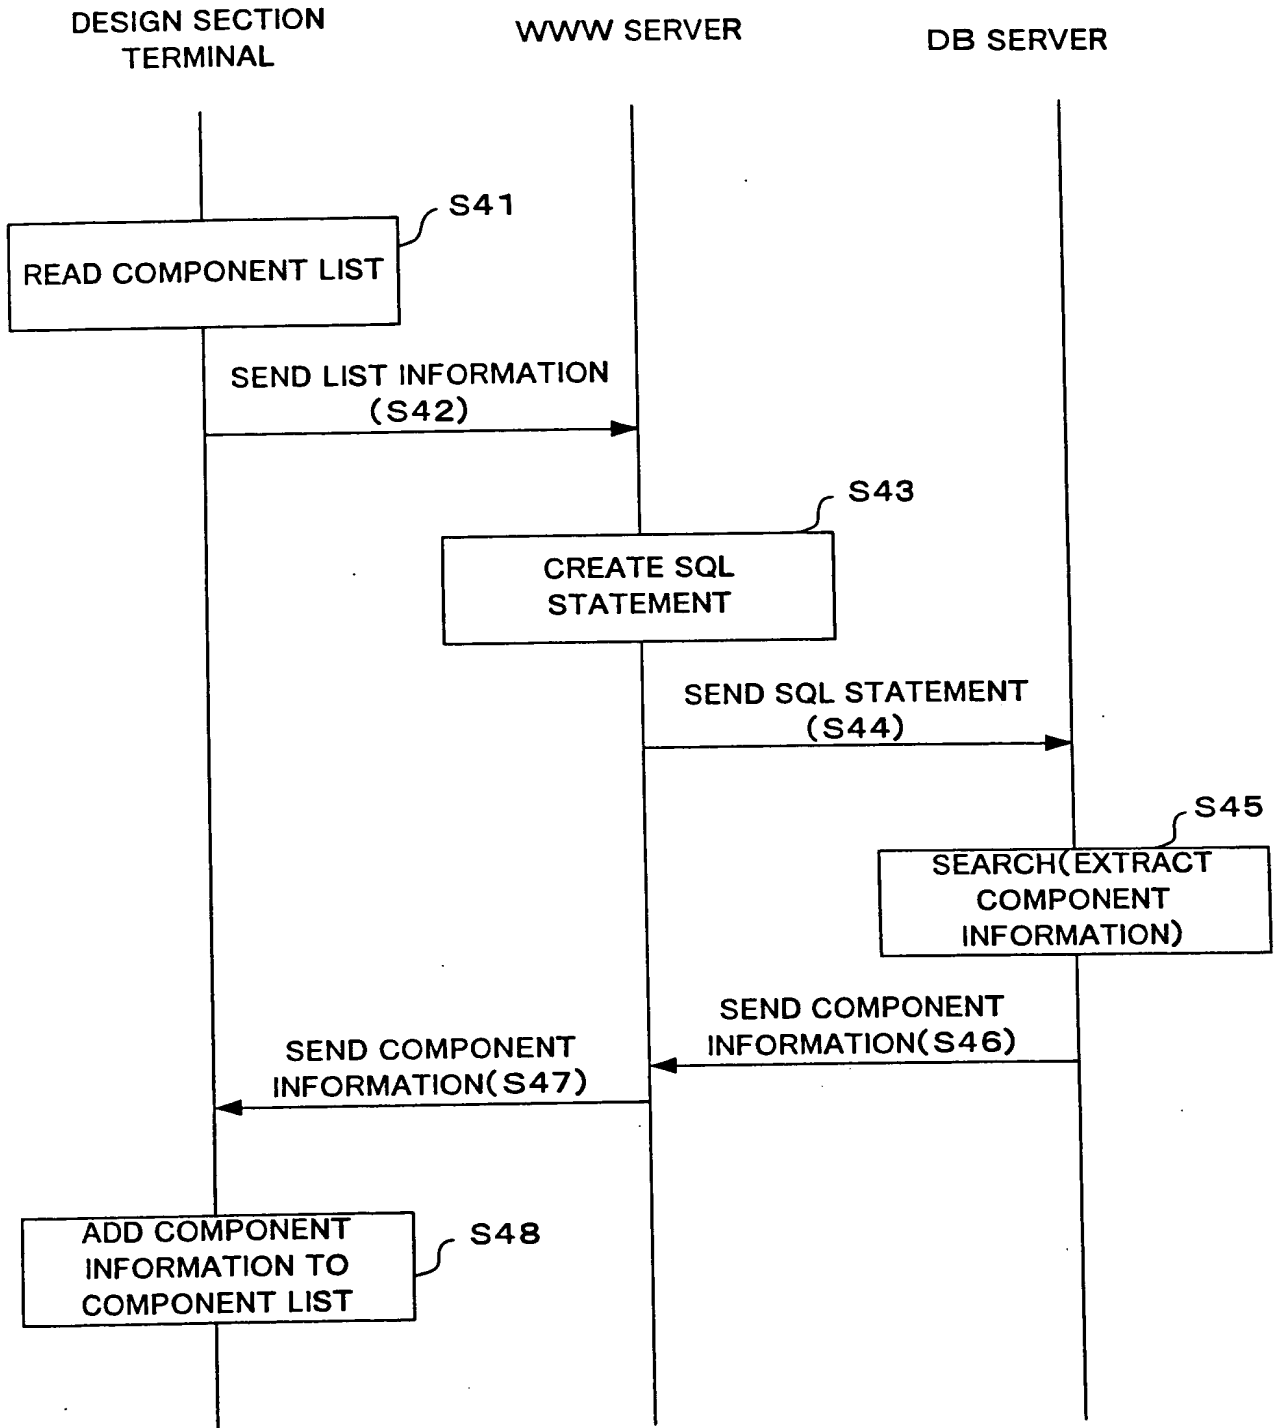 DESIGN SECTION
TERMINAL
WWW SERVER
DB SERVER
S41
READ COMPONENT LIST
SEND LIST INFORMATION
(S42)
S43
CREATE SQL
STATEMENT
SEND SQL STATEMENT
(S44)
S45
SEARCH(EXTRACT
COMPONENT
INFORMATION)
SEND COMPONENT
INFORMATION(S46)
SEND COMPONENT
INFORMATION(S47)
ADD COMPONENT
INFORMATION TO
COMPONENT LIST
S48